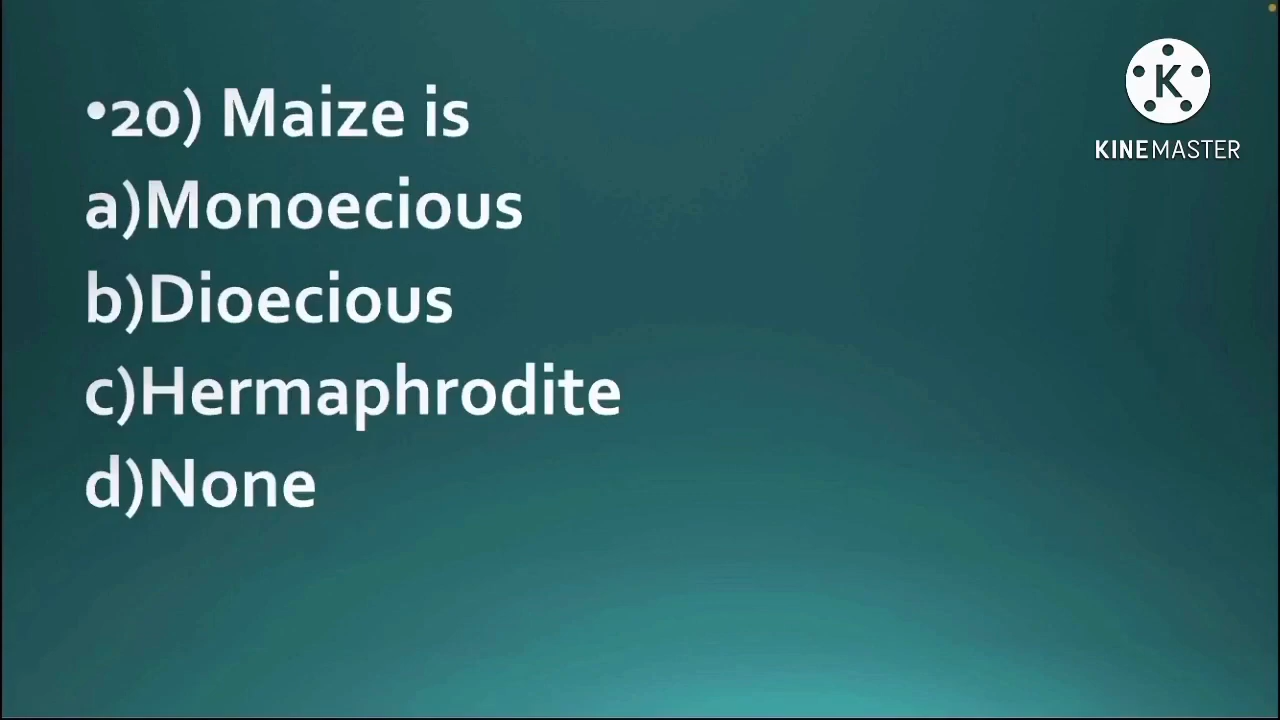 •20) Maize is
a)Monoecious
b)Dioecious
c)Hermaphrodite
d)None
K
KINEMASTER